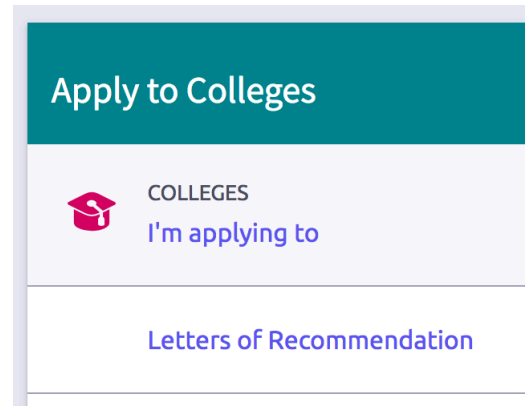 Apply to Colleges
COLLEGES
I'm applying to
Letters of Recommendation